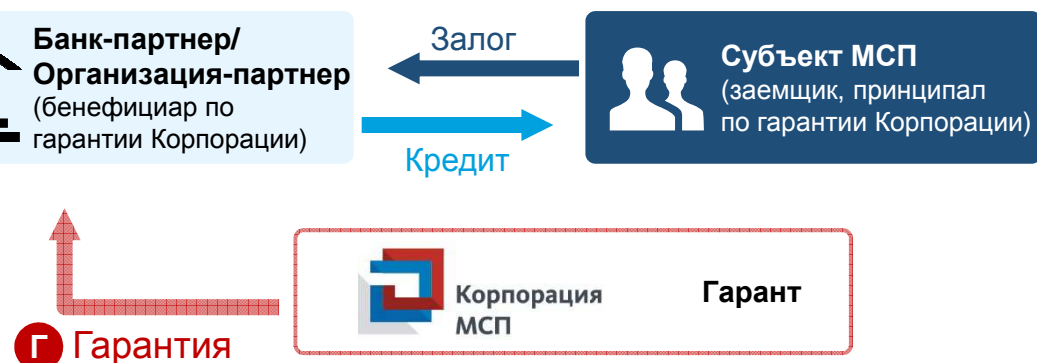 Банк-партнер/
Организация-партнер
(бенефициар по
гарантии Корпорации)
Залог
Кредит
Субъект МСП
(заемщик, принципал
по гарантии Корпорации)
Корпорация
МСП
Гарант
Г Гарантия